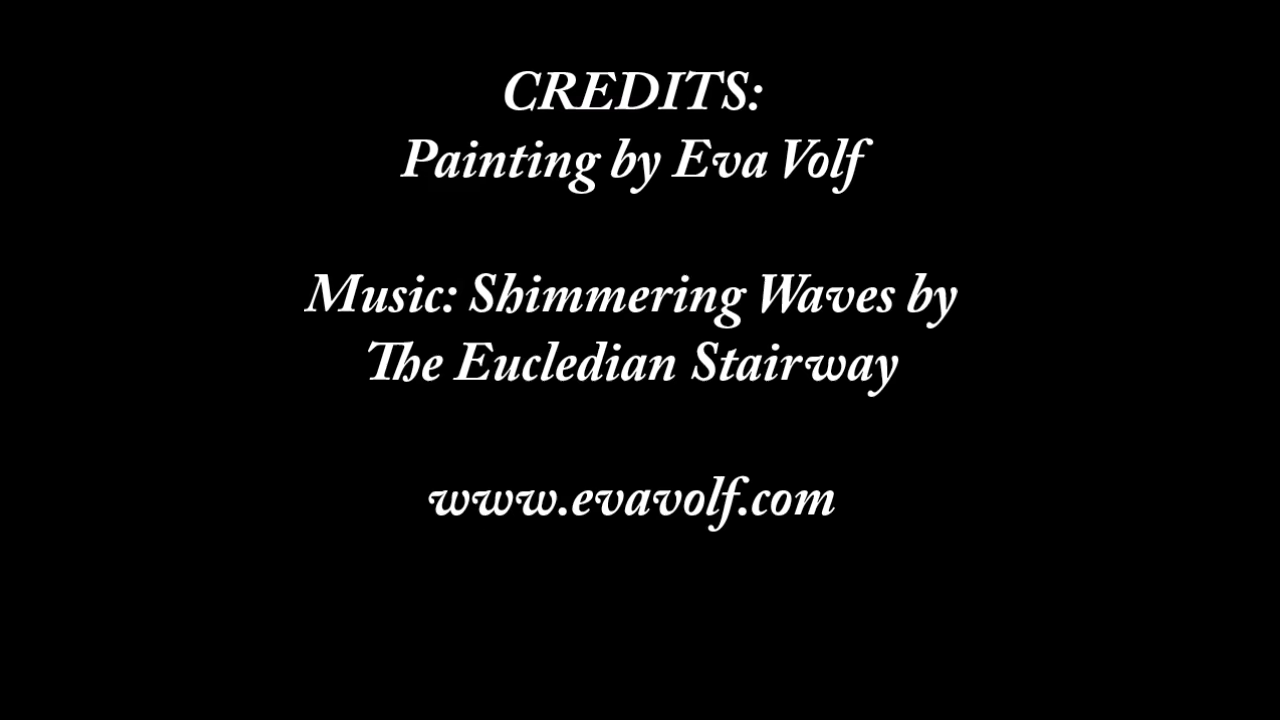 CREDITS:
Painting by Eva Volf
Music: Shimmering Waves by
The Eucledian Stairway
www.evavolf.com